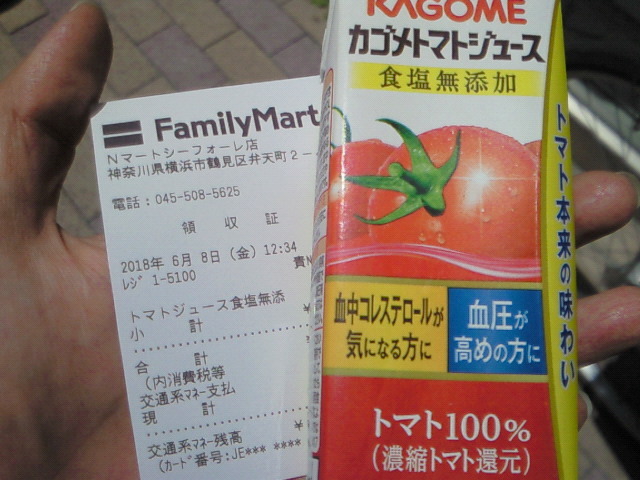 FamilyMart
Nマートシーフォーレ店
神奈川県横浜市鶴見区弁天町2-
電話:045-508-5625
領 収 証
2018年 6月 8日(金)12:34
レジ 1-5100 責N
トマトジュース食塩無添
小 計
合 計
(内消費税等
交通系マネー支払
現 計
交通系マネー残高
(カード番号:JE*** ****
KAGOME
カゴメトマトジュース
食塩無添加
トマト本来の味わい
血中コレステロールが
気になる方に
血圧が
高めの方に
トマト100%
(濃縮トマト還元)